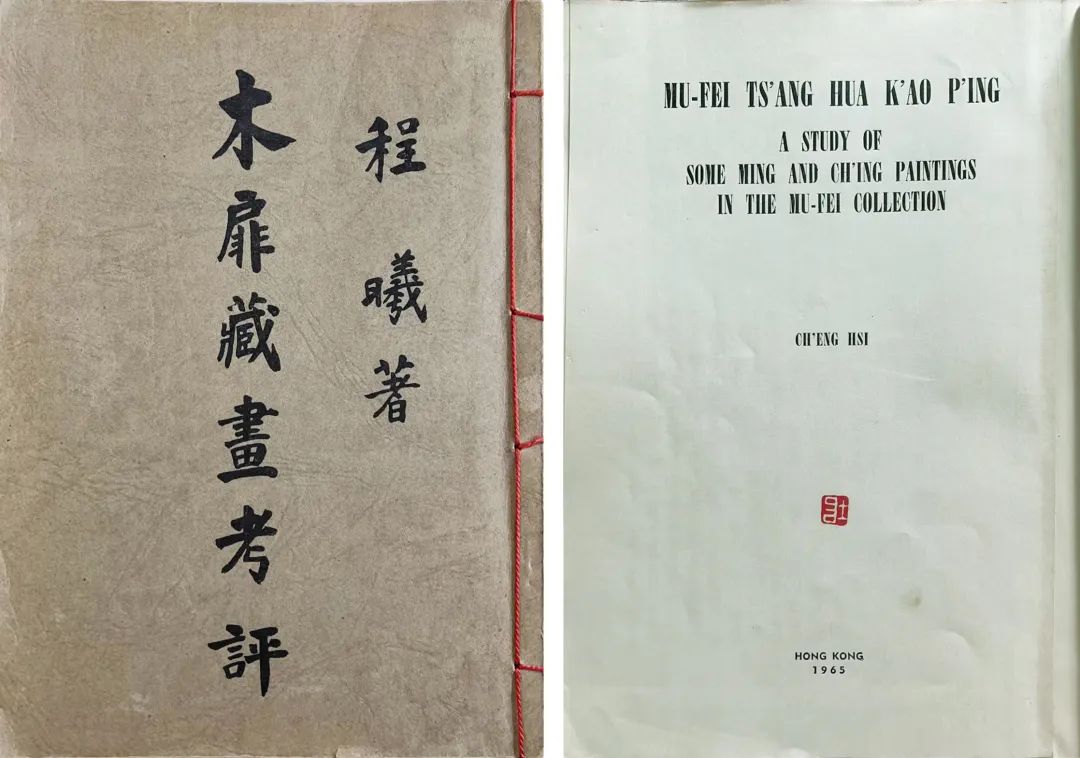 程曦著
木扉藏畫考評
MU-FEI TS'ANG HUA K'AO P'ING
A STUDY OF
SOME MING AND CH'ING PAINTINGS
IN THE MU-FEI COLLECTION
CH'ENG HSI
HONG KONG
1965